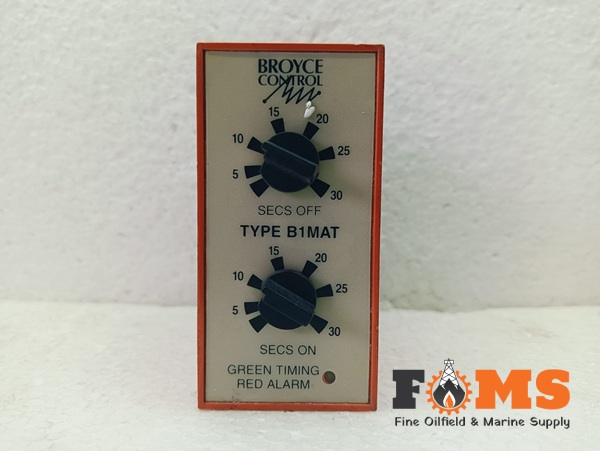 BROYCE
CONTROL
15 20
10 25
5 30
SECS OFF
TYPE B1MAT
15 20
10 25
5 30
SECS ON
GREEN TIMING
RED ALARM
FOMS
Fine Oilfield & Marine Supply